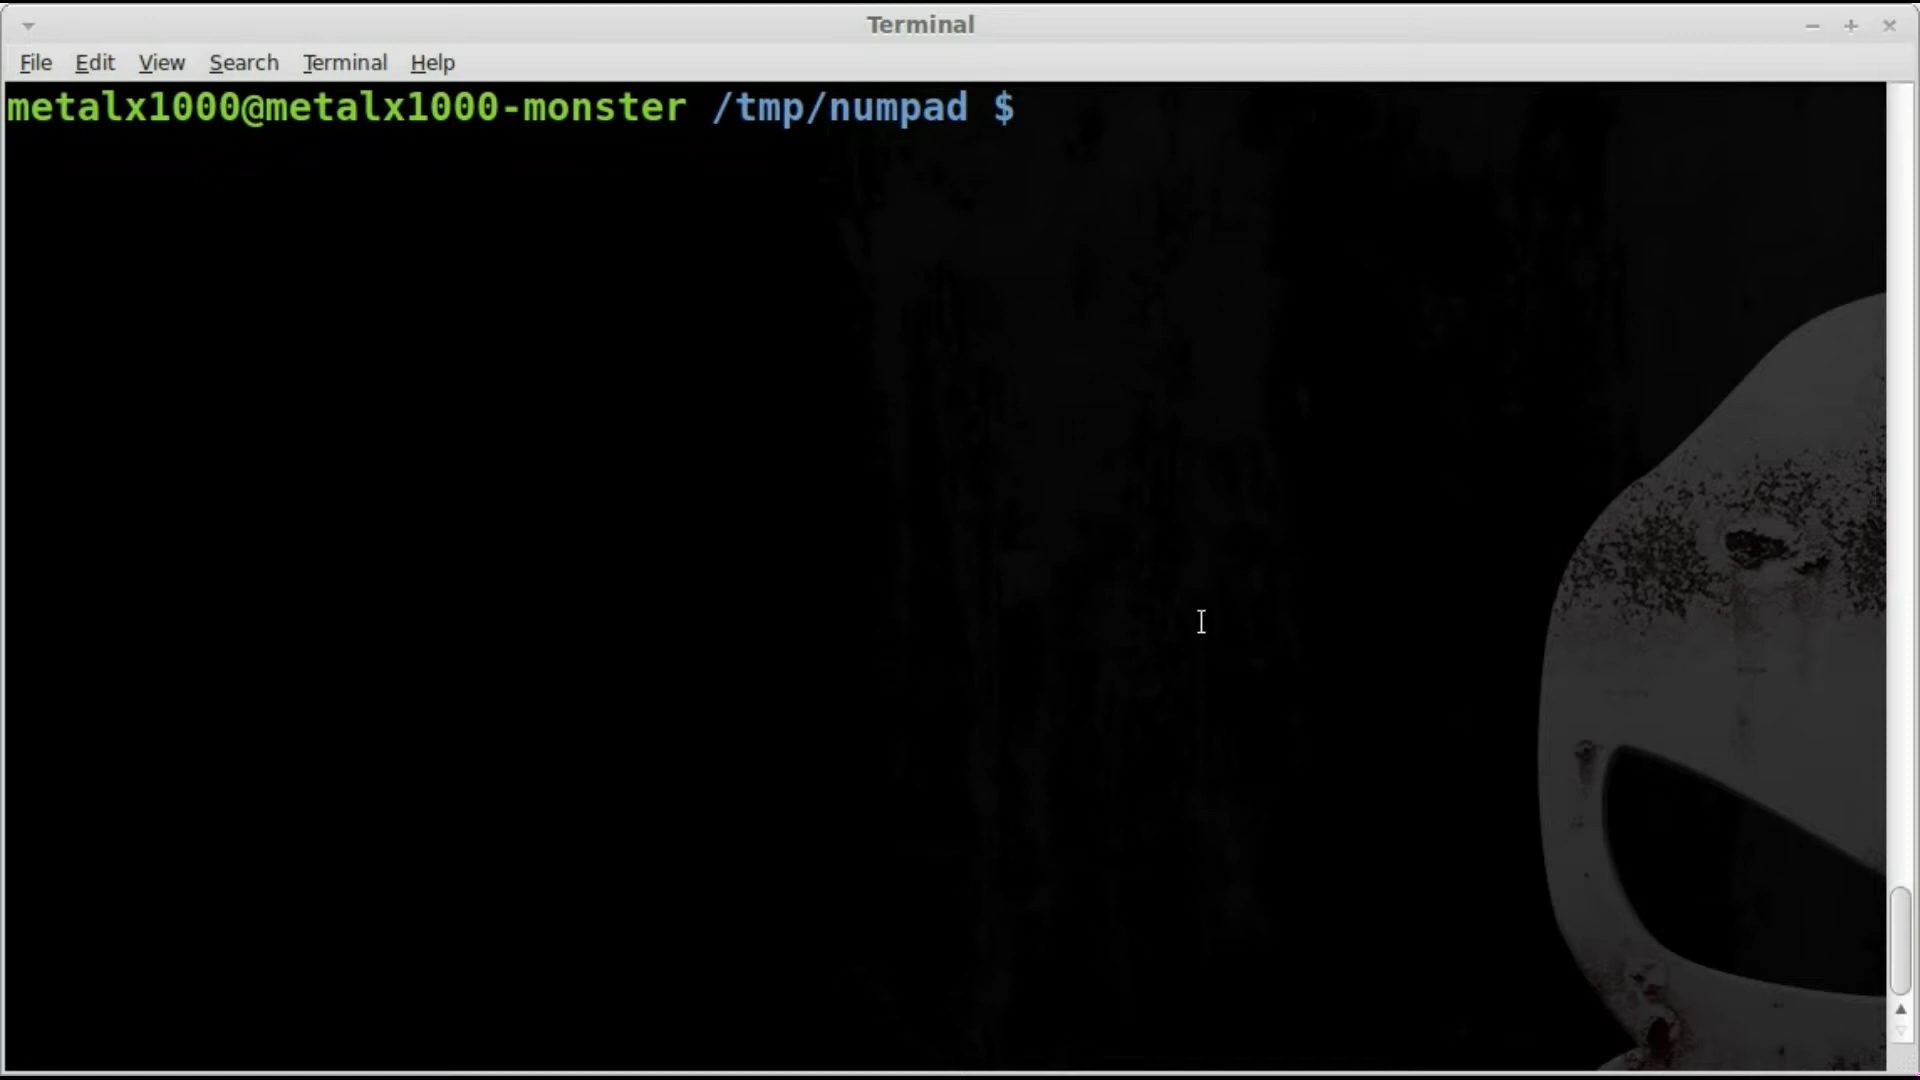 Terminal
File Edit View Search Terminal Help
metalx1000@metalx1000-monster /tmp/numpad $